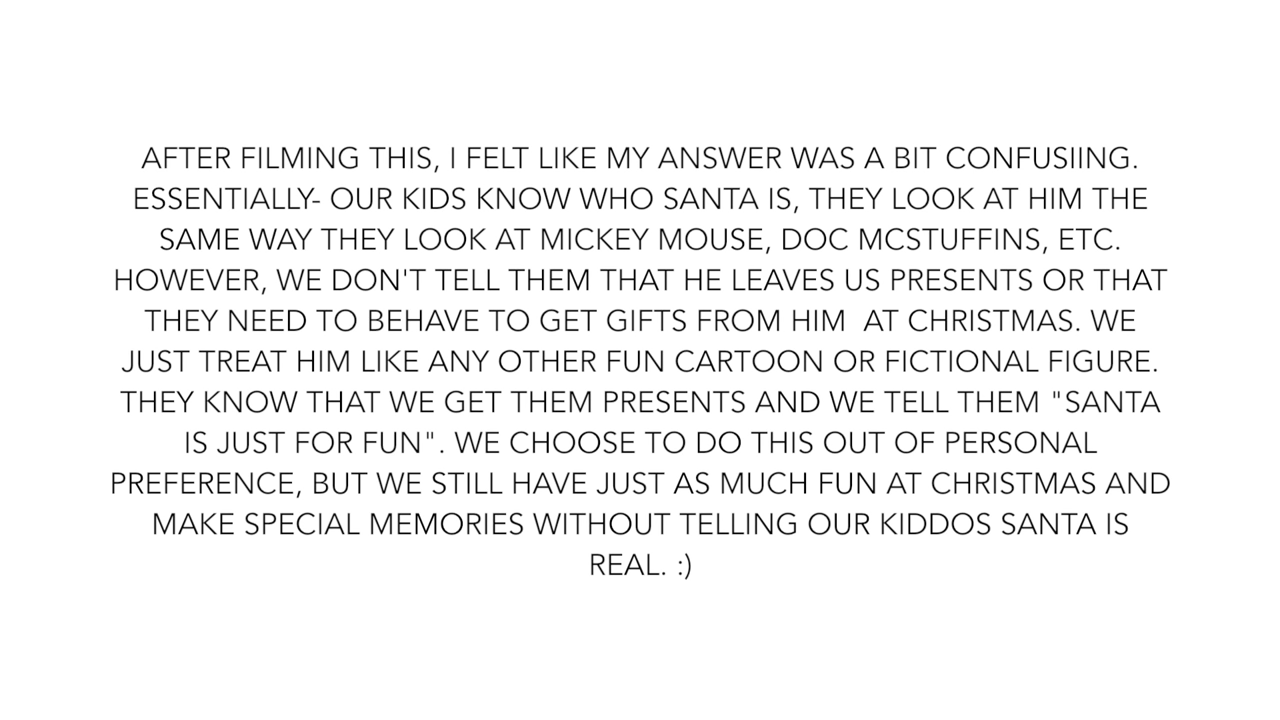 AFTER FILMING THIS, I FELT LIKE MY ANSWER WAS A BIT CONFUSIING.
ESSENTIALLY- OUR KIDS KNOW WHO SANTA IS, THEY LOOK AT HIM THE
SAME WAY THEY LOOK AT MICKEY MOUSE, DOC MCSTUFFINS, ETC.
HOWEVER, WE DON'T TELL THEM THAT HE LEAVES US PRESENTS OR THAT
THEY NEED TO BEHAVE TO GET GIFTS FROM HIM  AT CHRISTMAS. WE
JUST TREAT HIM LIKE ANY OTHER FUN CARTOON OR FICTIONAL FIGURE.
THEY KNOW THAT WE GET THEM PRESENTS AND WE TELL THEM "SANTA
IS JUST FOR FUN". WE CHOOSE TO DO THIS OUT OF PERSONAL
PREFERENCE, BUT WE STILL HAVE JUST AS MUCH FUN AT CHRISTMAS AND
MAKE SPECIAL MEMORIES WITHOUT TELLING OUR KIDDOS SANTA IS
REAL. :)